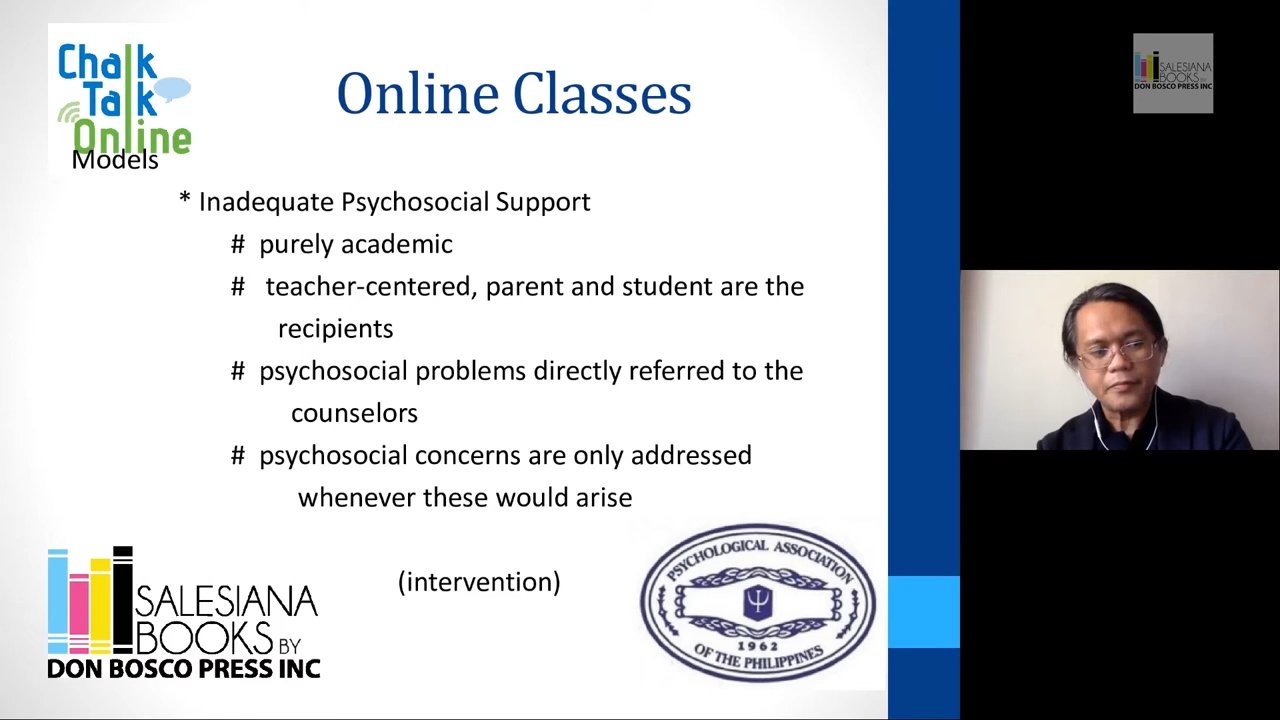 Chalk
Talk
Online
Online Classes
Models
* Inadequate Psychosocial Support
# purely academic
# teacher-centered, parent and student are the
recipients
# psychosocial problems directly referred to the
counselors
# psychosocial concerns are only addressed
whenever these would arise
(intervention)
SALESIANA
BOOKS BY
DON BOSCO PRESS INC
PSYCHOLOGICAL ASSOCIATION
1962
OF THE PHILIPPINES
SALESIANA
BOOKS BY
DON BOSCO PRESS INC